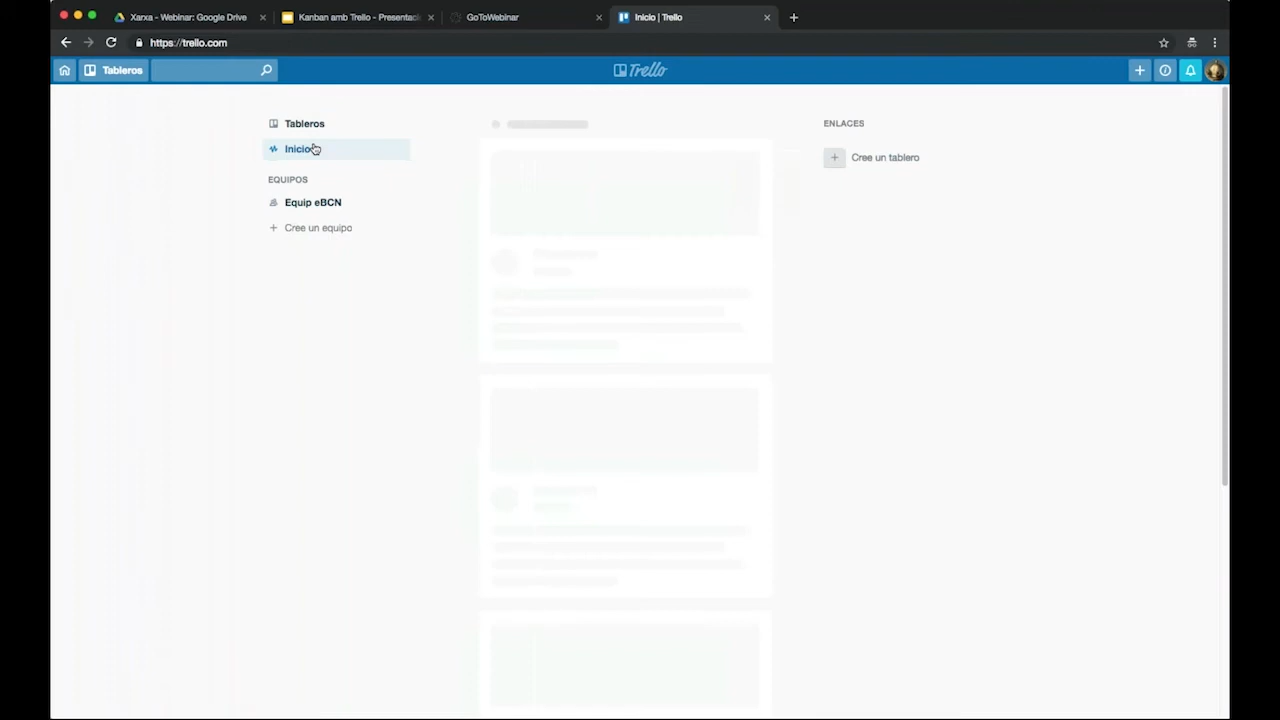 Xarxa - Webinar: Google Drive
Kanban amb Trello - Presentac
GoToWebinar
Inicio | Trello
https://trello.com
Tableros
Trello
Tableros
Inicio
EQUIPOS
Equip eBCN
Cree un equipo
ENLACES
Cree un tablero